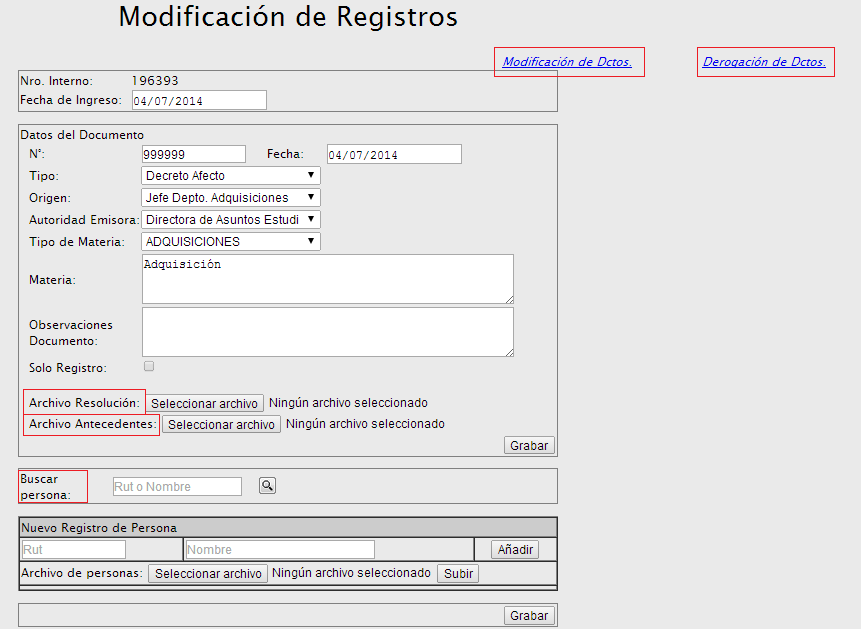 Modificación de Registros
Modificación de Dctos. Derogación de Dctos.
Nro. Interno: 196393
Fecha de Ingreso: 04/07/2014
Datos del Documento
N°: 999999 Fecha: 04/07/2014
Tipo: Decreto Afecto
Origen: Jefe Depto. Adquisiciones
Autoridad Emisora: Directora de Asuntos Estudi
Tipo de Materia: ADQUISICIONES
Materia: Adquisición
Observaciones
Documento:
Solo Registro:
Archivo Resolución: Seleccionar archivo Ningún archivo seleccionado
Archivo Antecedentes: Seleccionar archivo Ningún archivo seleccionado
Grabar
Buscar
persona: Rut o Nombre
Nuevo Registro de Persona
Rut Nombre Añadir
Archivo de personas: Seleccionar archivo Ningún archivo seleccionado Subir
Grabar